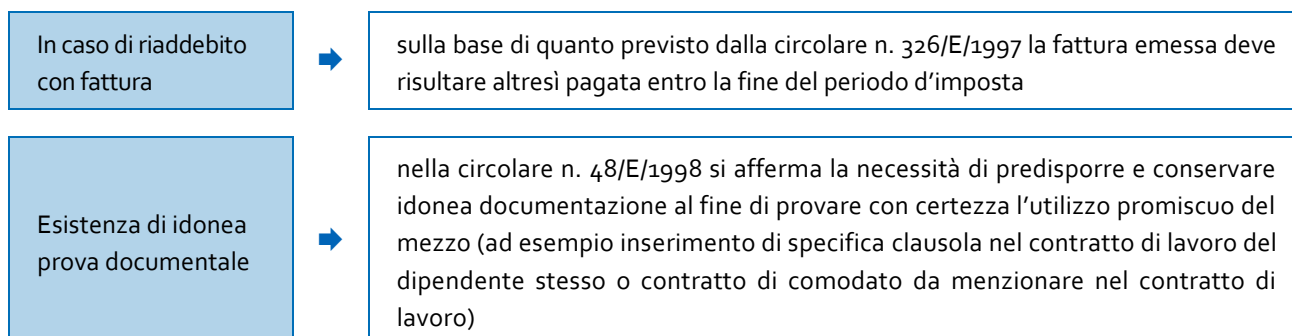 In caso di riaddebito
con fattura
sulla base di quanto previsto dalla circolare n. 326/E/1997 la fattura emessa deve
risultare altresì pagata entro la fine del periodo d’imposta
Esistenza di idonea
prova documentale
nella circolare n. 48/E/1998 si afferma la necessità di predisporre e conservare
idonea documentazione al fine di provare con certezza l’utilizzo promiscuo del
mezzo (ad esempio inserimento di specifica clausola nel contratto di lavoro del
dipendente stesso o contratto di comodato da menzionare nel contratto di
lavoro)